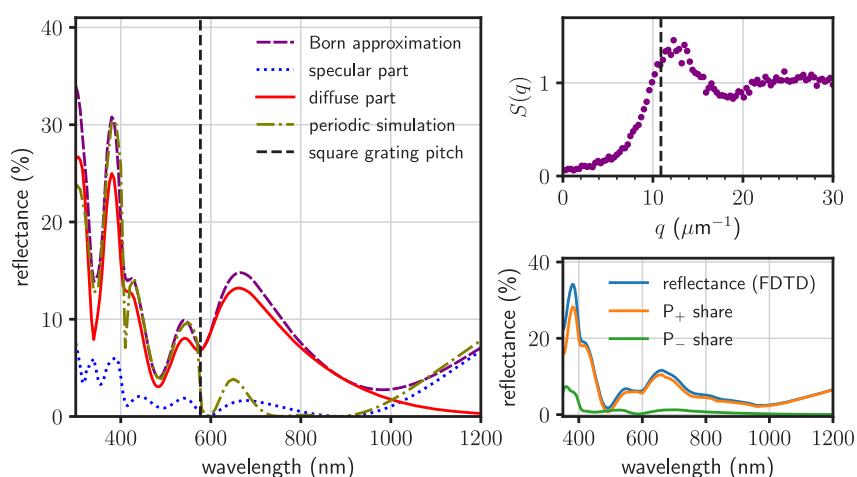 40
30
20
10
0
reflectance (%)
400 600 800 1000 1200
wavelength (nm)
Born approximation
specular part
diffuse part
periodic simulation
square grating pitch
1
0
S(q)
0 10 20 30
q (μm⁻¹)
40
20
0
reflectance (%)
400 600 800 1000 1200
wavelength (nm)
reflectance (FDTD)
P₊ share
P₋ share